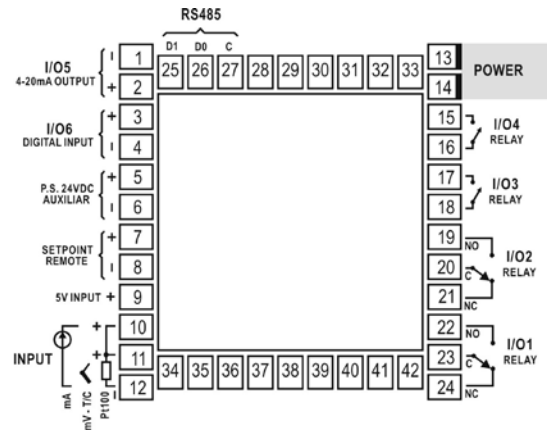 RS485
D1 D0 C
I/O5
4-20mA OUTPUT
I/O6
DIGITAL INPUT
P.S. 24VDC
AUXILIAR
SETPOINT
REMOTE
5V INPUT +
INPUT
mA
mV - T/C
Pt100
− 1
+ 2
+ 3
− 4
+ 5
− 6
+ 7
− 8
9
+ 10
+ 11
− 12
25 26 27 28 29 30 31 32 33
34 35 36 37 38 39 40 41 42
13
14
POWER
15
16
I/O4
RELAY
17
18
I/O3
RELAY
19 NO
20 C
21 NC
I/O2
RELAY
22 NO
23 C
24 NC
I/O1
RELAY